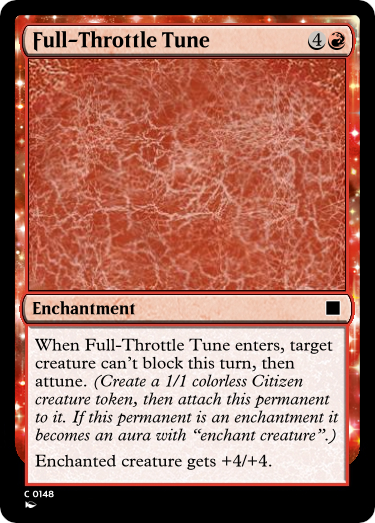 Full-Throttle Tune 4
Enchantment
When Full-Throttle Tune enters, target
creature can't block this turn, then
attune. (Create a 1/1 colorless Citizen
creature token, then attach this permanent
to it. If this permanent is an enchantment it
becomes an aura with “enchant creature”.)
Enchanted creature gets +4/+4.
C 0148